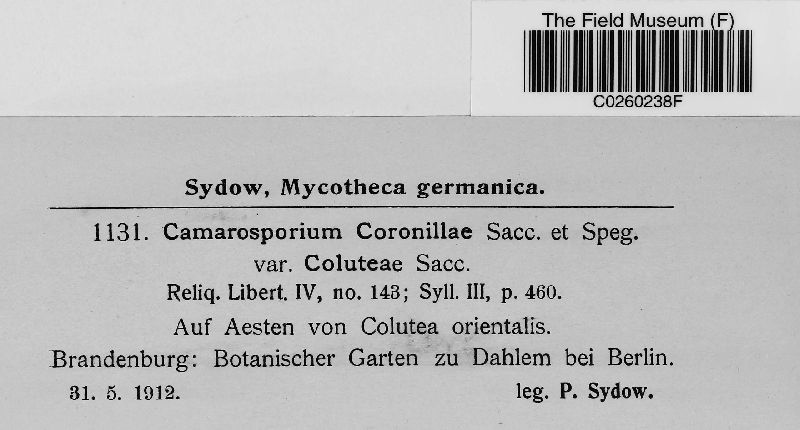 The Field Museum (F)
C0260238F
Sydow, Mycotheca germanica.
1131. Camarosporium Coronillae Sacc. et Speg.
var. Coluteae Sacc.
Reliq. Libert. IV, no. 143; Syll. III, p. 460.
Auf Aesten von Colutea orientalis.
Brandenburg: Botanischer Garten zu Dahlem bei Berlin.
31. 5. 1912. leg. P. Sydow.